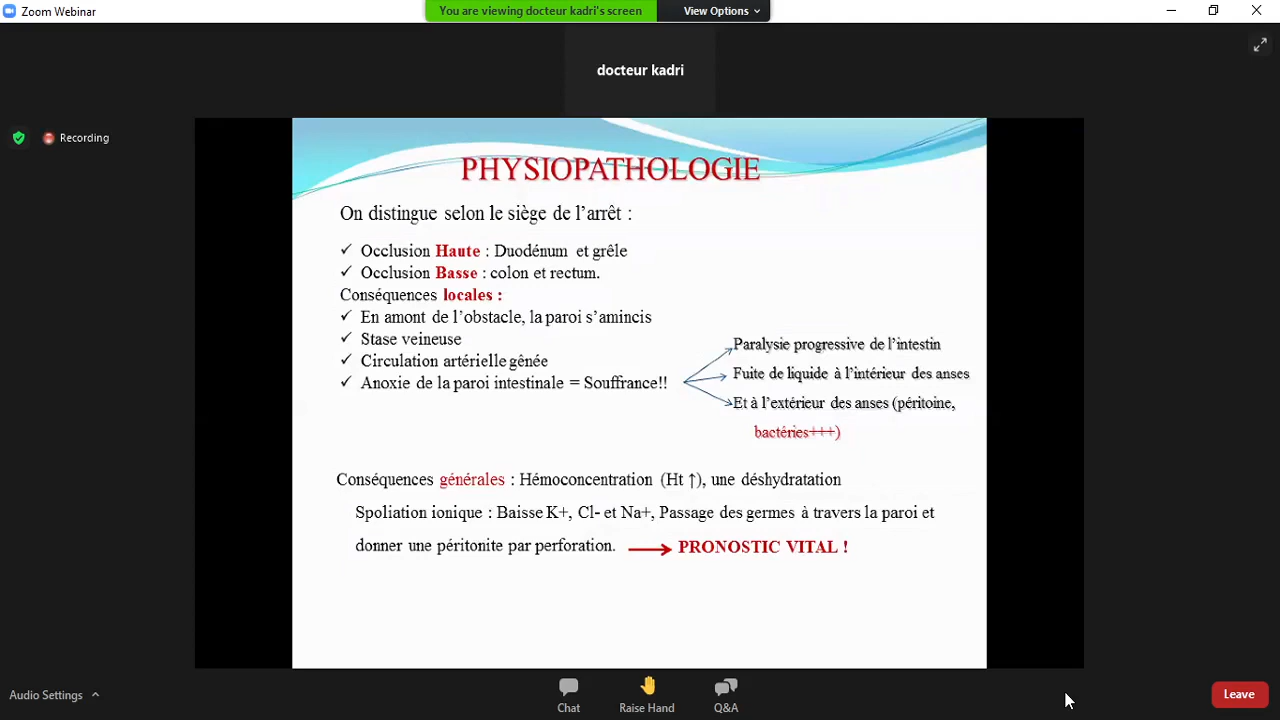 Zoom Webinar
You are viewing docteur kadri's screen
View Options
docteur kadri
Recording
PHYSIOPATHOLOGIE
On distingue selon le siège de l'arrêt :
✓ Occlusion Haute : Duodénum et grêle
✓ Occlusion Basse : colon et rectum.
Conséquences locales :
✓ En amont de l'obstacle, la paroi s'amincis
✓ Stase veineuse
✓ Circulation artérielle gênée
✓ Anoxie de la paroi intestinale = Souffrance!!
Paralysie progressive de l'intestin
Fuite de liquide à l'intérieur des anses
Et à l'extérieur des anses (péritoine,
bactéries+++)
Conséquences générales : Hémoconcentration (Ht ↑), une déshydratation
Spoliation ionique : Baisse K+, Cl- et Na+, Passage des germes à travers la paroi et
donner une péritonite par perforation. → PRONOSTIC VITAL !
Audio Settings
Chat
Raise Hand
Q&A
Leave